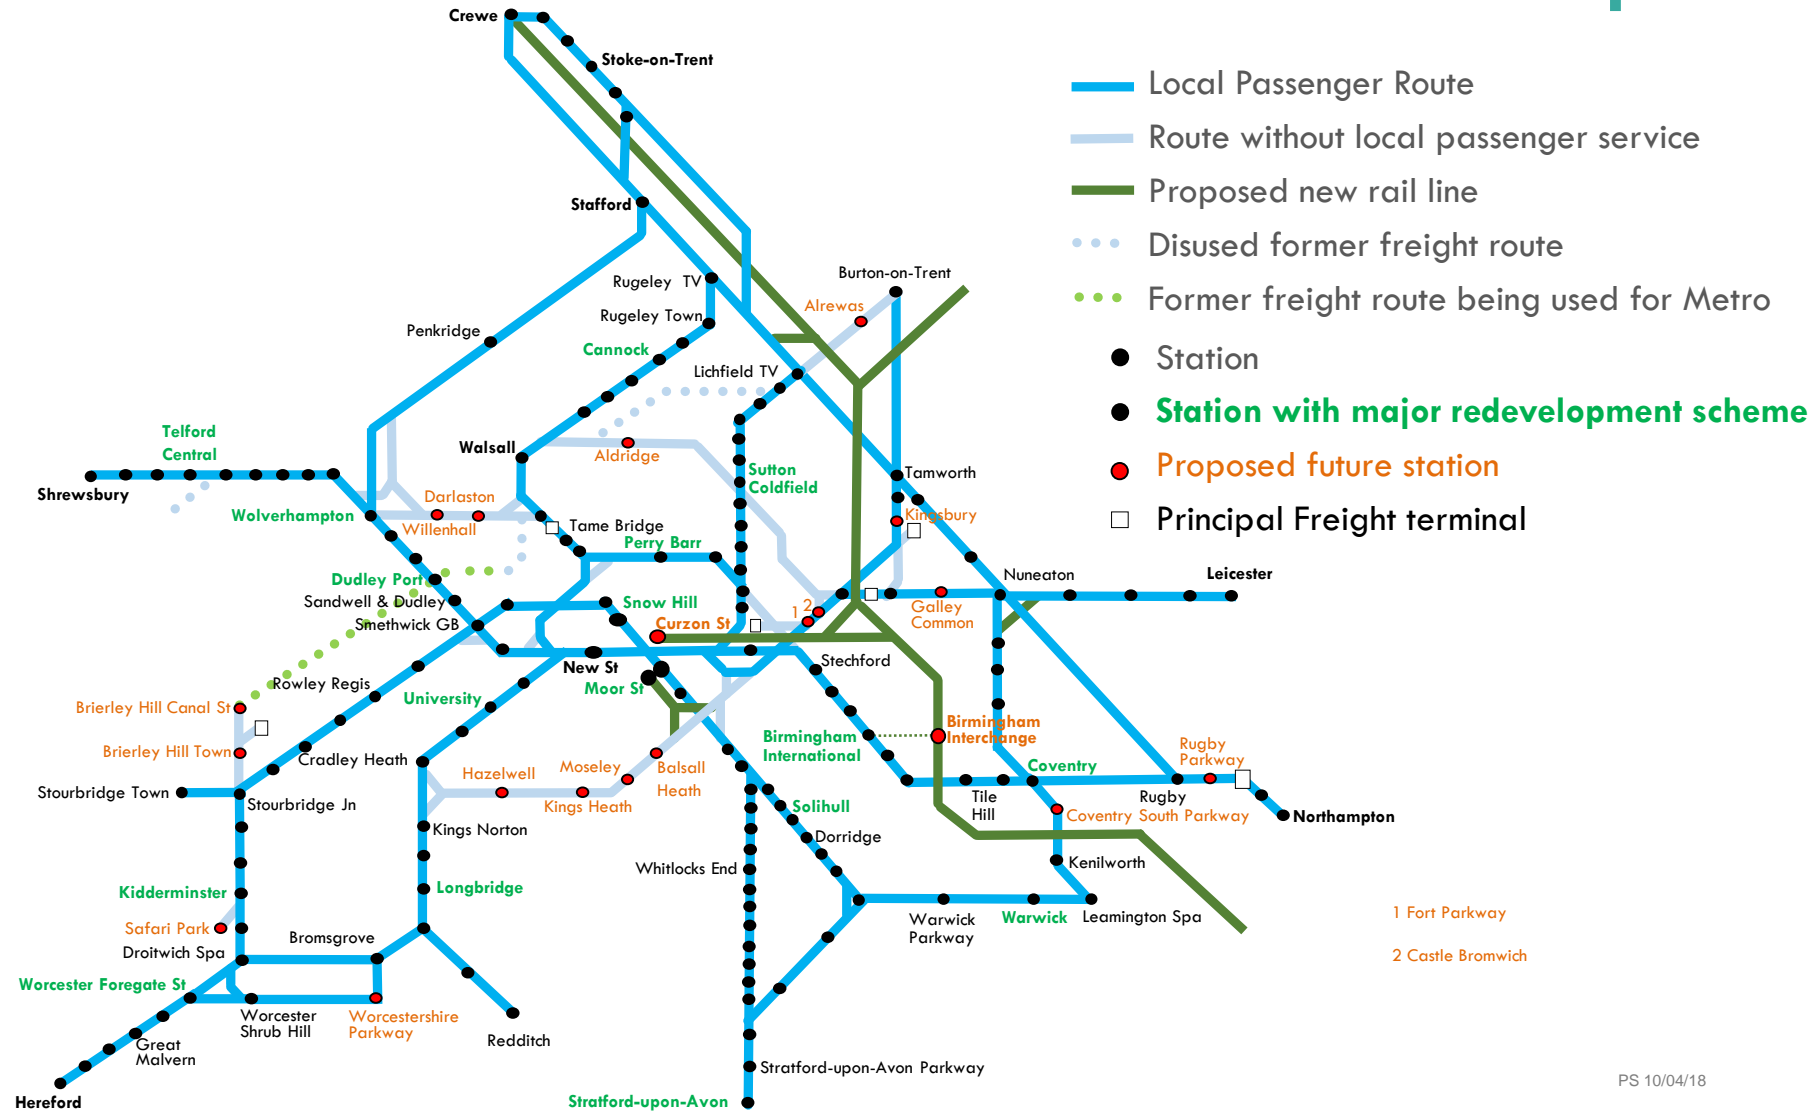 Crewe
Stoke-on-Trent
Local Passenger Route
Route without local passenger service
Proposed new rail line
Disused former freight route
Former freight route being used for Metro
Station
Station with major redevelopment scheme
Proposed future station
Principal Freight terminal
Stafford
Rugeley TV
Burton-on-Trent
Alrewas
Rugeley Town
Penkridge
Cannock
Lichfield TV
Telford
Central
Walsall
Aldridge
Sutton
Coldfield
Tamworth
Shrewsbury
Darlaston
Wolverhampton
Willenhall
Tame Bridge
Kingsbury
Perry Barr
Dudley Port
Nuneaton
Leicester
Sandwell & Dudley
Snow Hill
1
2
Galley
Common
Smethwick GB
Curzon St
New St
Stechford
Rowley Regis
University
Moor St
Brierley Hill Canal St
Birmingham
Interchange
Birmingham
International
Brierley Hill Town
Cradley Heath
Rugby
Parkway
Coventry
Hazelwell
Moseley
Balsall
Heath
Kings Heath
Stourbridge Town
Stourbridge Jn
Tile
Hill
Rugby
Solihull
Coventry South Parkway
Northampton
Kings Norton
Dorridge
Whitlocks End
Kenilworth
Kidderminster
Longbridge
Safari Park
Warwick
Parkway
Warwick
Leamington Spa
1 Fort Parkway
Bromsgrove
Droitwich Spa
2 Castle Bromwich
Worcester Foregate St
Worcester
Shrub Hill
Worcestershire
Parkway
Great
Malvern
Redditch
Stratford-upon-Avon Parkway
Hereford
Stratford-upon-Avon
PS 10/04/18